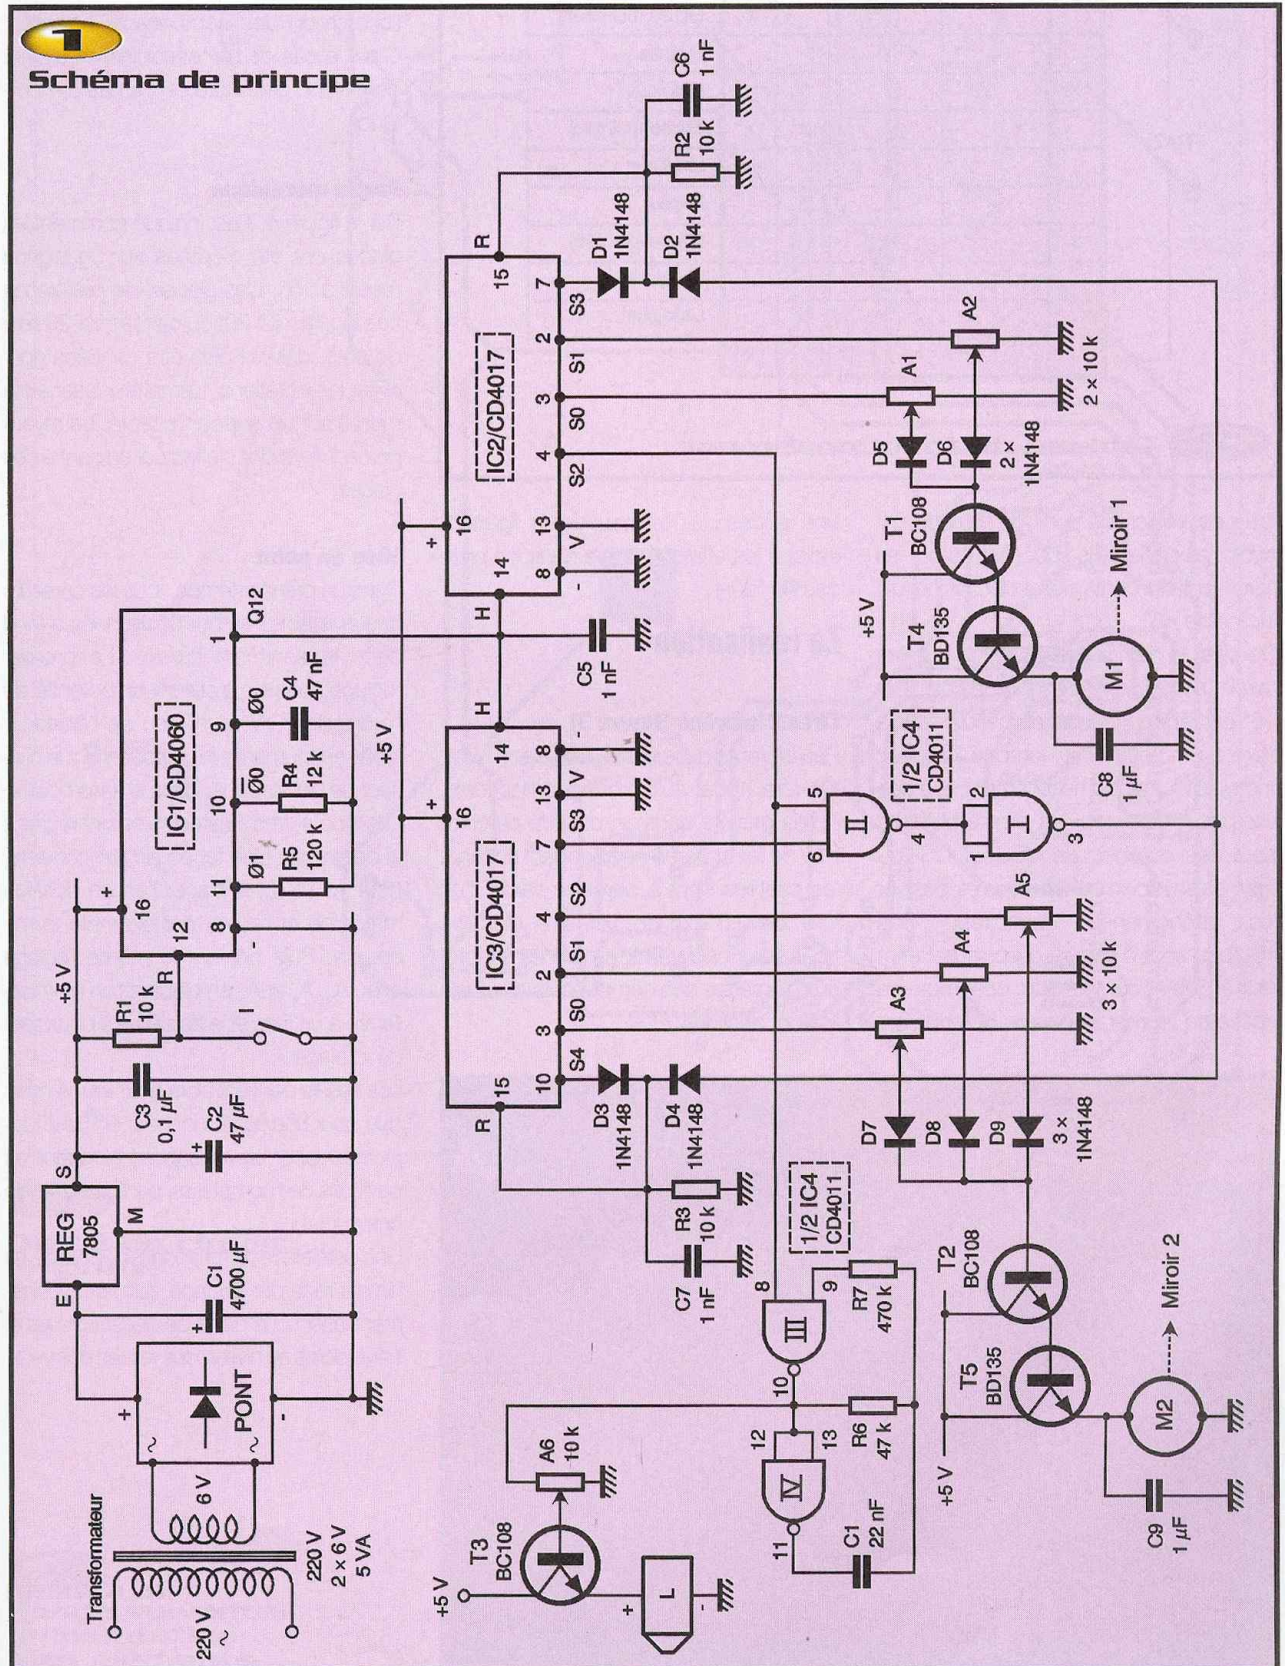 1
Schéma de principe
Transformateur
220 V
~
220 V
2 × 6 V
5 VA
6 V
~
~
+
-
PONT
+
C1
4700 µF
E
REG
7805
S
M
+
C2
47 µF
C3
0,1 µF
+5 V
R1
10 k
I
R
12
16
+
IC1/CD4060
8
-
11
Ø1
R5
120 k
10
Ø0
R4
12 k
9
Ø0
C4
47 nF
1
Q12
+5 V
+
16
IC3/CD4017
R
15
14
H
10
S4
3
S0
2
S1
4
S2
7
S3
13
V
8
-
C5
1 nF
+
16
IC2/CD4017
H
14
15
R
8
-
13
V
4
S2
3
S0
2
S1
7
S3
D1
1N4148
D2
1N4148
R2
10 k
C6
1 nF
D3
1N4148
D4
1N4148
R3
10 k
C7
1 nF
1/2 IC4
CD4011
8
9
III
10
R7
470 k
R6
47 k
12
13
IV
11
C1
22 nF
A6
10 k
T3
BC108
+5 V
+
L
-
A3
A4
A5
3 × 10 k
D7
D8
D9
3 ×
1N4148
T2
BC108
T5
BD135
+5 V
M2
Miroir 2
C9
1 µF
6
5
II
4
1/2 IC4
CD4011
1
2
I
3
A1
A2
2 × 10 k
D5
D6
2 ×
1N4148
T1
BC108
T4
BD135
+5 V
M1
Miroir 1
C8
1 µF